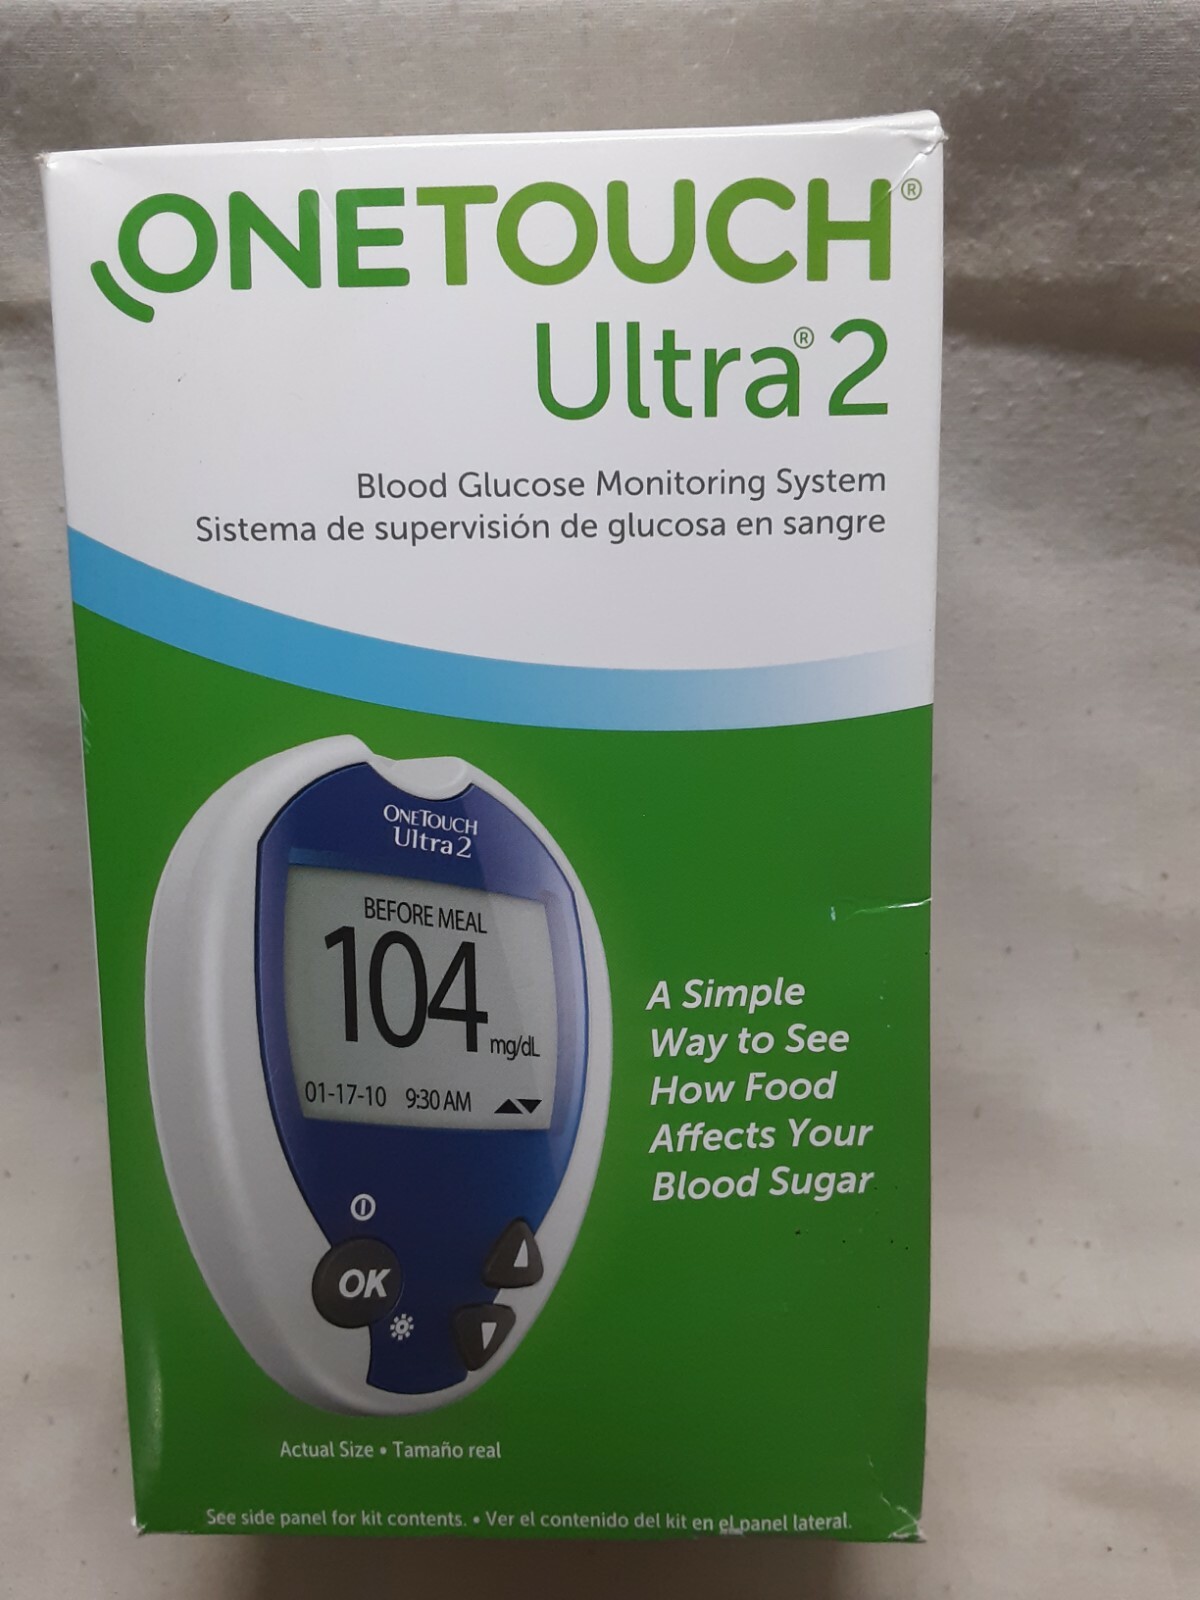 ONETOUCH®
Ultra® 2
Blood Glucose Monitoring System
Sistema de supervisión de glucosa en sangre
ONETOUCH
Ultra 2
BEFORE MEAL
104 mg/dL
01-17-10 9:30 AM
OK
A Simple
Way to See
How Food
Affects Your
Blood Sugar
Actual Size • Tamaño real
See side panel for kit contents. • Ver el contenido del kit en el panel lateral.